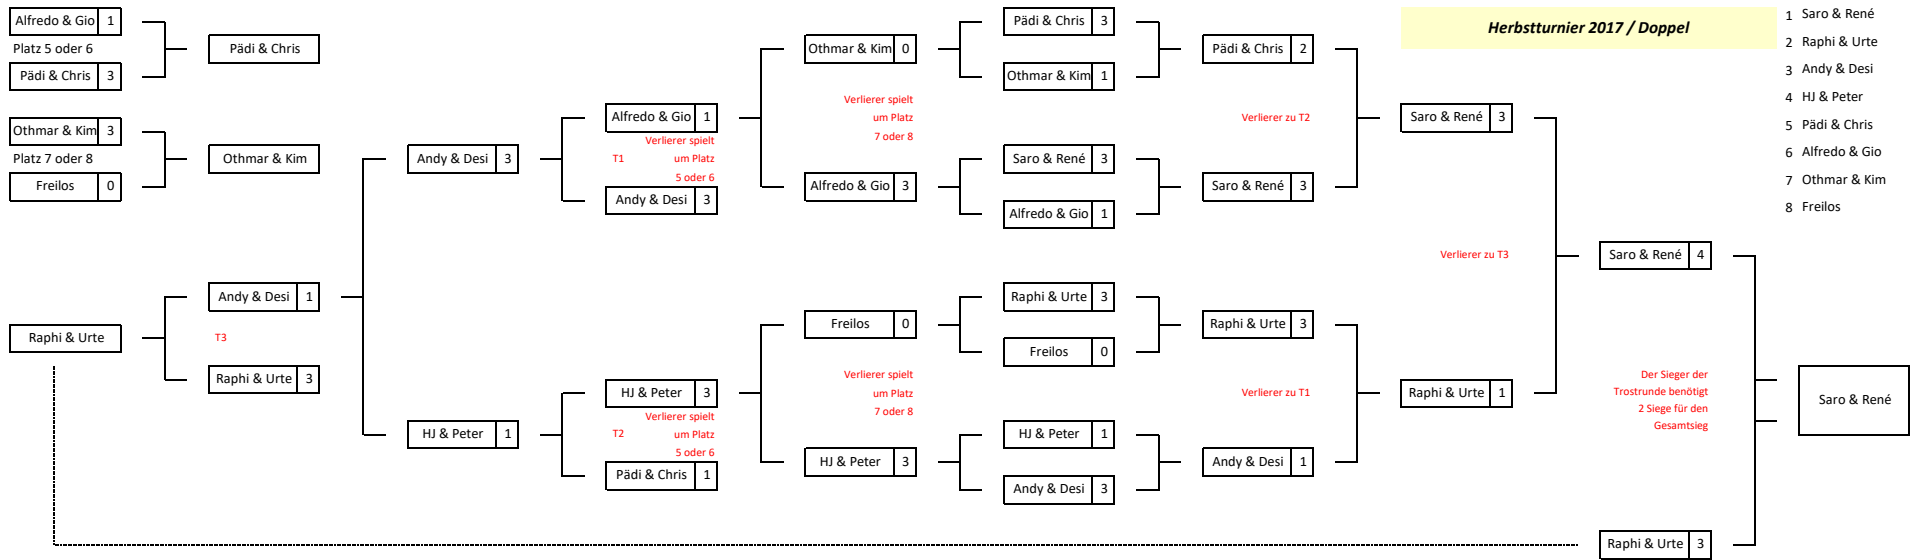 Alfredo & Gio 1
Platz 5 oder 6
Pädi & Chris 3
Pädi & Chris
Othmar & Kim 3
Platz 7 oder 8
Freilos 0
Othmar & Kim
Raphi & Urte
Andy & Desi 1
T3
Raphi & Urte 3
Andy & Desi 3
HJ & Peter 1
Alfredo & Gio 1
Verlierer spielt
T1 um Platz
5 oder 6
Andy & Desi 3
HJ & Peter 3
Verlierer spielt
T2 um Platz
5 oder 6
Pädi & Chris 1
Othmar & Kim 0
Verlierer spielt
um Platz
7 oder 8
Alfredo & Gio 3
Freilos 0
Verlierer spielt
um Platz
7 oder 8
HJ & Peter 3
Pädi & Chris 3
Othmar & Kim 1
Saro & René 3
Alfredo & Gio 1
Raphi & Urte 3
Freilos 0
HJ & Peter 1
Andy & Desi 3
Pädi & Chris 2
Verlierer zu T2
Saro & René 3
Raphi & Urte 3
Verlierer zu T1
Andy & Desi 1
Herbstturnier 2017 / Doppel
Saro & René 3
Verlierer zu T3
Raphi & Urte 1
Saro & René 4
Der Sieger der
Trostrunde benötigt
2 Siege für den
Gesamtsieg
Raphi & Urte 3
Saro & René
1 Saro & René
2 Raphi & Urte
3 Andy & Desi
4 HJ & Peter
5 Pädi & Chris
6 Alfredo & Gio
7 Othmar & Kim
8 Freilos